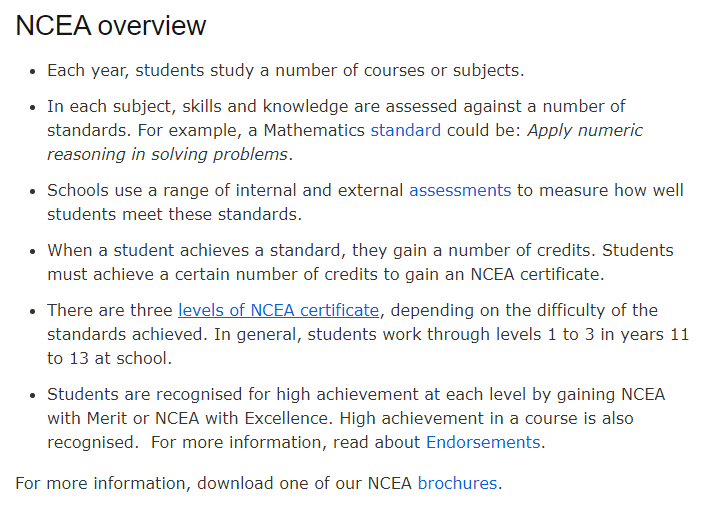 NCEA overview
• Each year, students study a number of courses or subjects.
• In each subject, skills and knowledge are assessed against a number of
standards. For example, a Mathematics standard could be: Apply numeric
reasoning in solving problems.
• Schools use a range of internal and external assessments to measure how well
students meet these standards.
• When a student achieves a standard, they gain a number of credits. Students
must achieve a certain number of credits to gain an NCEA certificate.
• There are three levels of NCEA certificate, depending on the difficulty of the
standards achieved. In general, students work through levels 1 to 3 in years 11
to 13 at school.
• Students are recognised for high achievement at each level by gaining NCEA
with Merit or NCEA with Excellence. High achievement in a course is also
recognised.  For more information, read about Endorsements.
For more information, download one of our NCEA brochures.